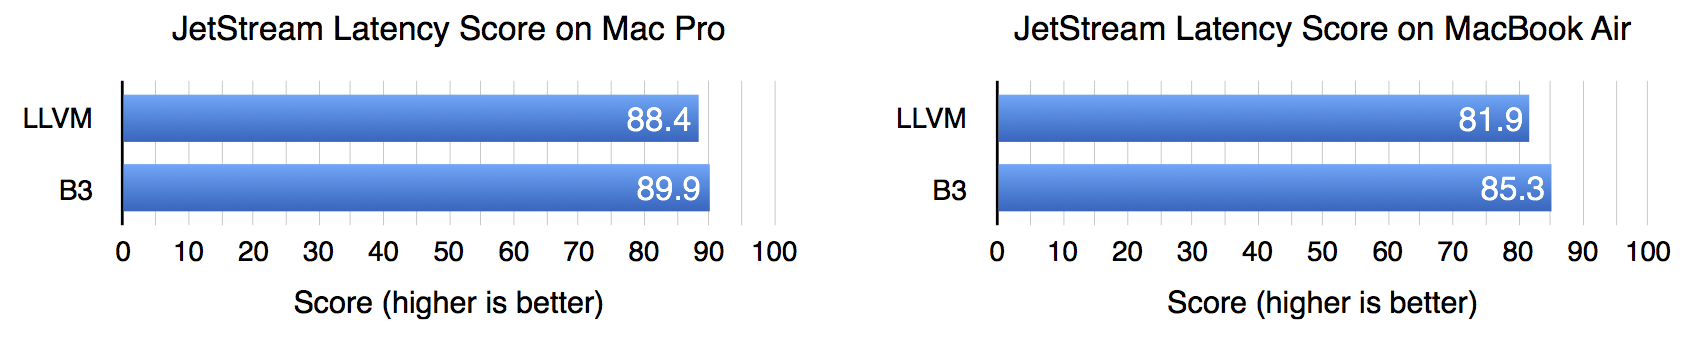 JetStream Latency Score on Mac Pro
LLVM 88.4
B3 89.9
0 10 20 30 40 50 60 70 80 90 100
Score (higher is better)
JetStream Latency Score on MacBook Air
LLVM 81.9
B3 85.3
0 10 20 30 40 50 60 70 80 90 100
Score (higher is better)